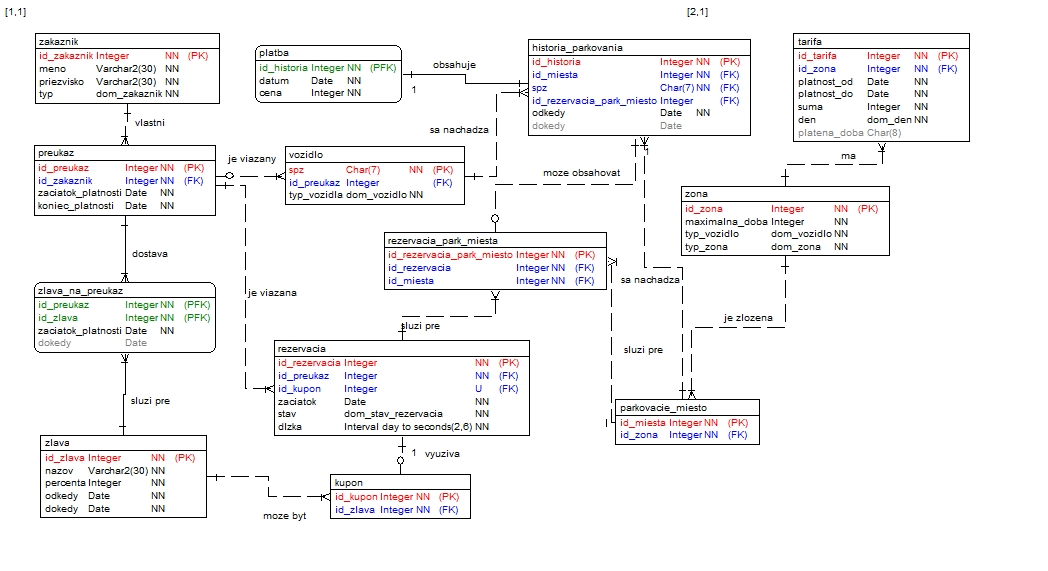 [1,1]
[2,1]
zakaznik
id_zakaznik Integer NN (PK)
meno Varchar2(30) NN
priezvisko Varchar2(30) NN
typ dom_zakaznik NN
platba
id_historia Integer NN (PFK)
datum Date NN
cena Integer NN
obsahuje
1
historia_parkovania
id_historia Integer NN (PK)
id_miesta Integer NN (FK)
spz Char(7) NN (FK)
id_rezervacia_park_miesto Integer (FK)
odkedy Date NN
dokedy Date
tarifa
id_tarifa Integer NN (PK)
id_zona Integer NN (FK)
platnost_od Date NN
platnost_do Date NN
suma Integer NN
den dom_den NN
platena_doba Char(8)
vlastni
sa nachadza
1
ma
preukaz
id_preukaz Integer NN (PK)
id_zakaznik Integer NN (FK)
zaciatok_platnosti Date NN
koniec_platnosti Date NN
je viazany
vozidlo
spz Char(7) NN (PK)
id_preukaz Integer (FK)
typ_vozidla dom_vozidlo NN
moze obsahovat
zona
id_zona Integer NN (PK)
maximalna_doba Integer NN
typ_vozidlo dom_vozidlo NN
typ_zona dom_zona NN
dostava
rezervacia_park_miesta
id_rezervacia_park_miesto Integer NN (PK)
id_rezervacia Integer NN (FK)
id_miesta Integer NN (FK)
sa nachadza
zlava_na_preukaz
id_preukaz Integer NN (PFK)
id_zlava Integer NN (PFK)
zaciatok_platnosti Date NN
dokedy Date
je viazana
sluzi pre
je zlozena
rezervacia
id_rezervacia Integer NN (PK)
id_preukaz Integer NN (FK)
id_kupon Integer U (FK)
zaciatok Date NN
stav dom_stav_rezervacia NN
dlzka Interval day to seconds(2,6) NN
sluzi pre
sluzi pre
parkovacie_miesto
id_miesta Integer NN (PK)
id_zona Integer NN (FK)
zlava
id_zlava Integer NN (PK)
nazov Varchar2(30) NN
percenta Integer NN
odkedy Date NN
dokedy Date NN
1 vyuziva
moze byt
kupon
id_kupon Integer NN (PK)
id_zlava Integer NN (FK)